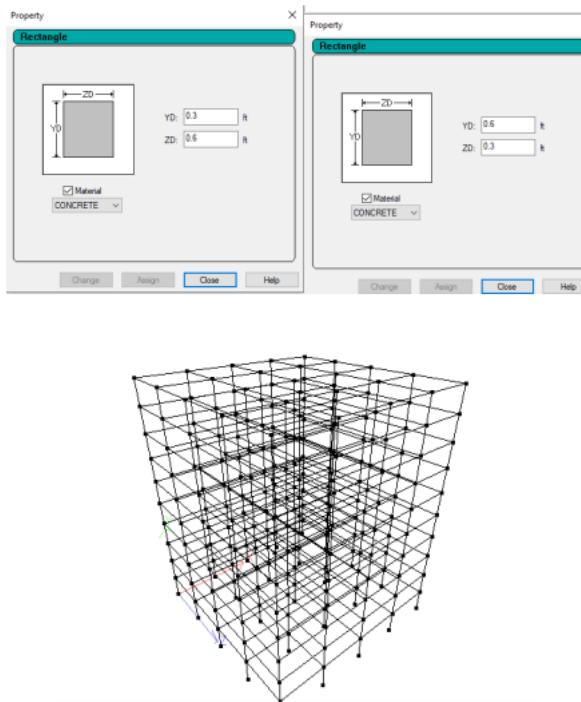 Property
Rectangle
ZD
YD
YD: 0.3 ft
ZD: 0.6 ft
Material
CONCRETE
Change Assign Close Help
Property
Rectangle
ZD
YD
YD: 0.6 ft
ZD: 0.3 ft
Material
CONCRETE
Change Assign Close Help